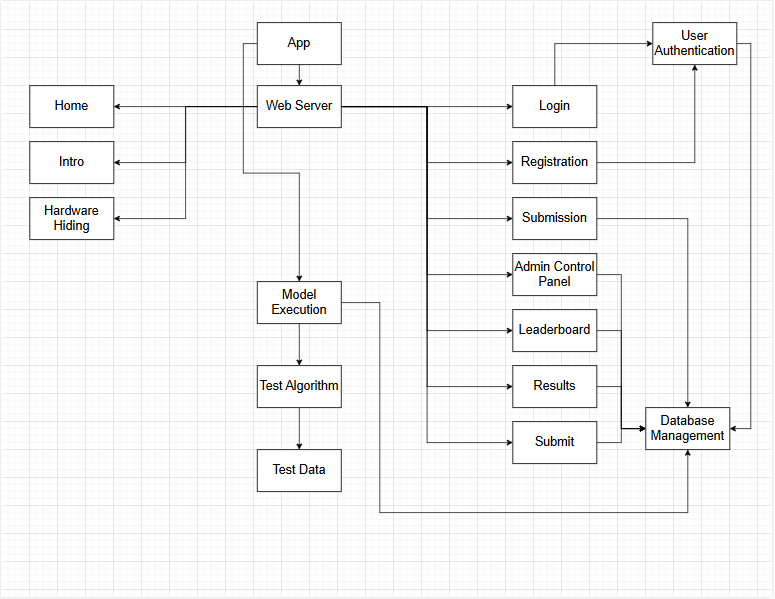 App
User
Authentication
Home
Web Server
Login
Intro
Registration
Hardware
Hiding
Submission
Admin Control
Panel
Model
Execution
Leaderboard
Test Algorithm
Results
Database
Management
Submit
Test Data